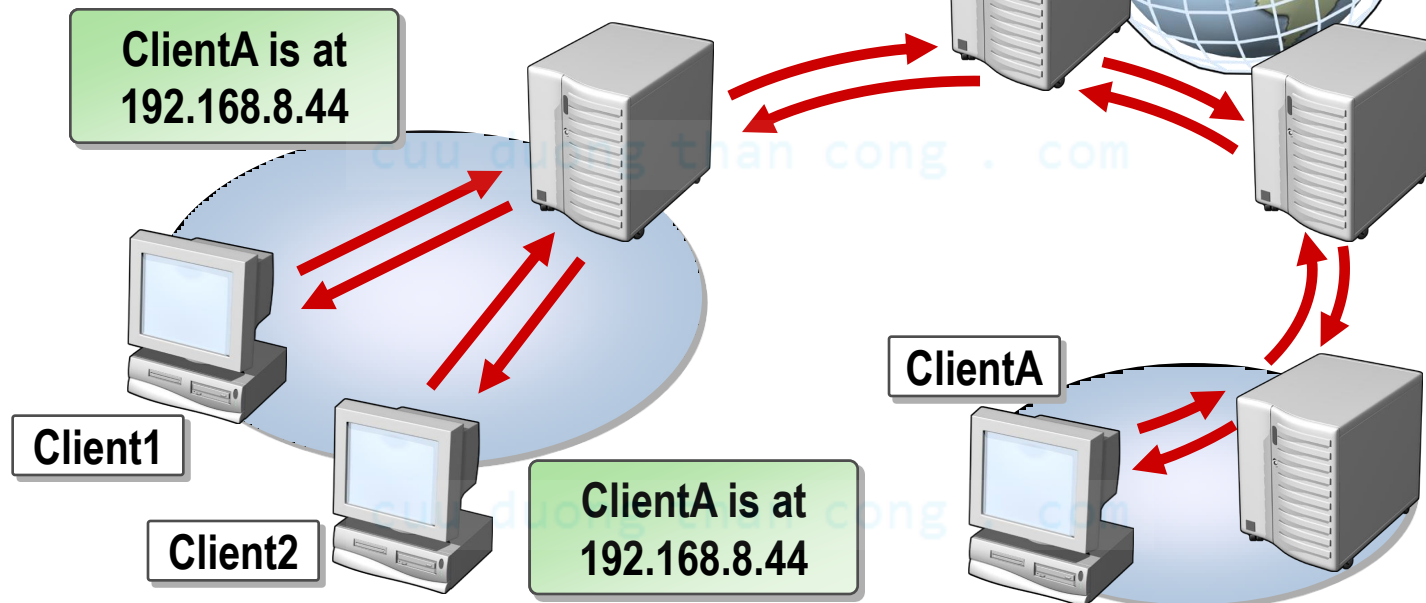 ClientA is at
192.168.8.44
cuu duong than cong . com
ClientA
Client1
ClientA is at
192.168.8.44
cuu duong than cong . com
Client2